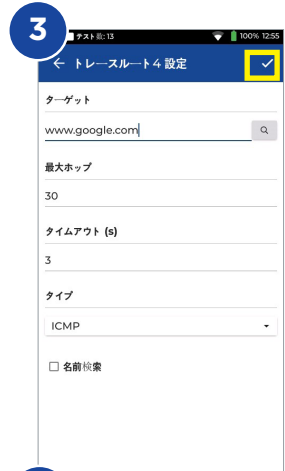 3
テスト数: 13
100% 12:55
トレースルート4 設定
ターゲット
www.google.com
最大ホップ
30
タイムアウト (s)
3
タイプ
ICMP
名前検索